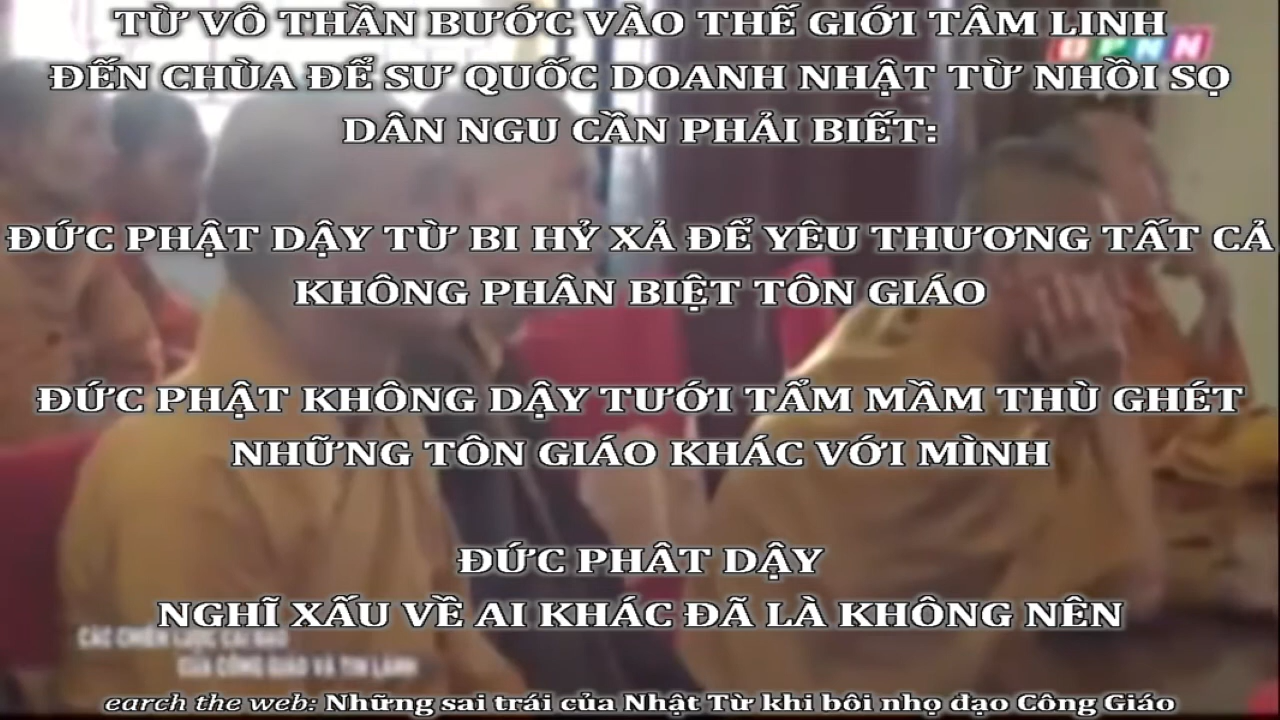 TỪ VÔ THẦN BƯỚC VÀO THẾ GIỚI TÂM LINH
ĐPNN
ĐẾN CHÙA ĐỂ SƯ QUỐC DOANH NHẬT TỪ NHỒI SỌ
DÂN NGU CẦN PHẢI BIẾT:
ĐỨC PHẬT DẬY TỪ BI HỶ XẢ ĐỂ YÊU THƯƠNG TẤT CẢ
KHÔNG PHÂN BIỆT TÔN GIÁO
ĐỨC PHẬT KHÔNG DẬY TƯỚI TẨM MẦM THÙ GHÉT
NHỮNG TÔN GIÁO KHÁC VỚI MÌNH
ĐỨC PHÂT DẬY
NGHĨ XẤU VỀ AI KHÁC ĐÃ LÀ KHÔNG NÊN
CÁC CHIẾN LƯỢC CẢI ĐẠO
CỦA CÔNG GIÁO VÀ TIN LÀNH
earch the web: Những sai trái của Nhật Từ khi bôi nhọ đạo Công Giáo